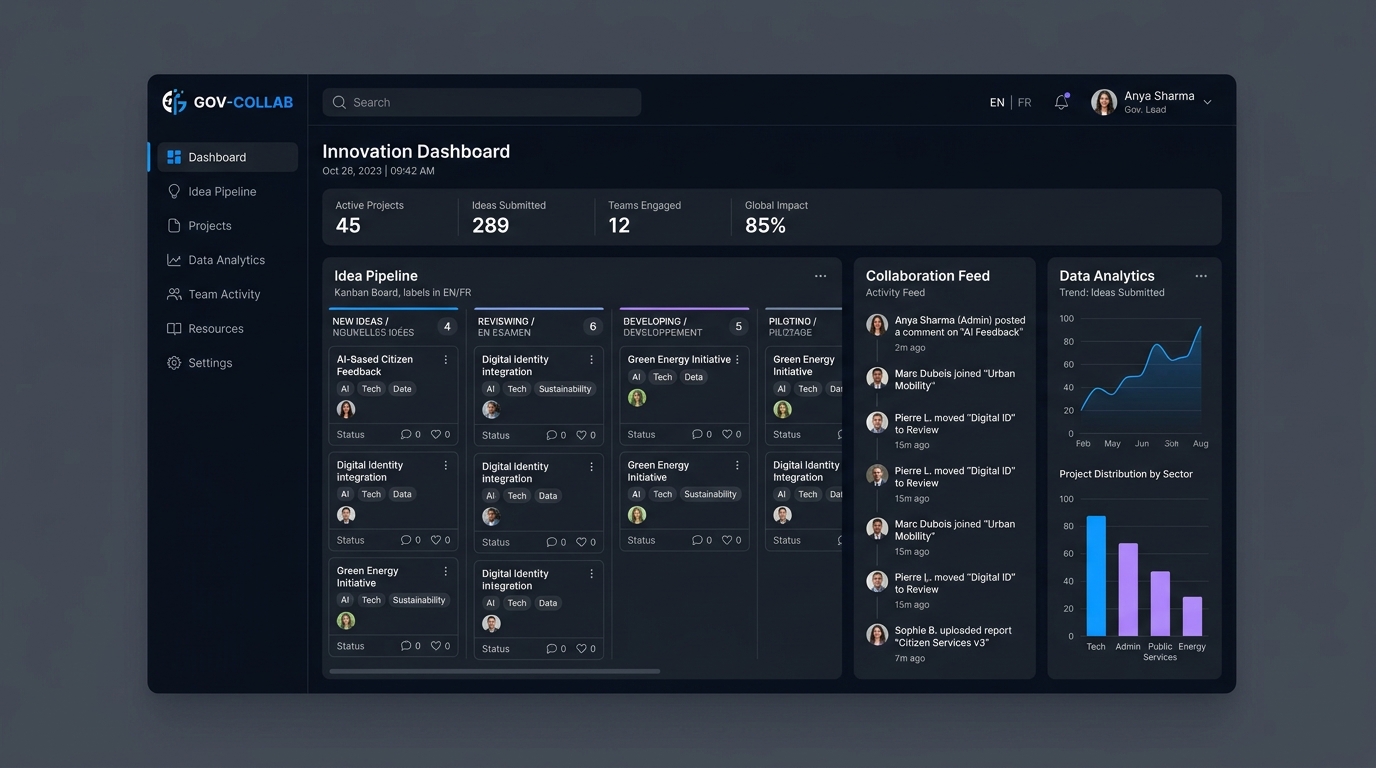 GOV-COLLAB
Search
EN | FR
Anya Sharma
Gov. Lead
Dashboard
Idea Pipeline
Projects
Data Analytics
Team Activity
Resources
Settings
Innovation Dashboard
Oct 26, 2023 | 09:42 AM
Active Projects
45
Ideas Submitted
289
Teams Engaged
12
Global Impact
85%
Idea Pipeline
Kanban Board, labels in EN/FR
NEW IDEAS /
4
AI-Based Citizen
Feedback
AI Tech Date
Status 0 0
Digital Identity
integration
AI Tech Data
Status 0 0
Green Energy
Initiative
AI Tech Sustainability
Status 0 0
REVISWING /
EN ESAMEN
6
Digital Identity
integration
AI Tech Sustainability
Status 0 0
Digital Identity
integration
AI Tech Data
Status 0 0
Digital Identity
integration
AI Tech Data
Status 0 0
DEVELOPING /
DEVSLOPPEMENT
5
Green Energy Initiative
AI Tech Deta
Status 0 0
Green Energy
Initiative
AI Tech Sustainability
Status 0 0
PILGTINO /
Green Energy
Initiative
AI Tech Da
Status
Digital Identity
Integration
AI Tech Da
Status
Collaboration Feed
Activity Feed
Anya Sharma (Admin) posted
a comment on "AI Feedback"
2m ago
Marc Dubeis joined "Urban
Mobility"
Pierre L. moved "Digital ID"
to Review
15m ago
Pierre L. moved "Digital ID"
to Review
15m ago
Marc Dubois joined "Urban
Mobility"
15m ago
Pierre L. moved "Digital ID"
to Review
15m ago
Sophie B. uplosded report
"Citizen Services v3"
7m ago
Data Analytics
Trend: Ideas Submitted
100
80
60
40
20
0
Feb May Jun Aug
Project Distribution by Sector
100
80
60
40
20
0
Tech Admin Public Energy
Services